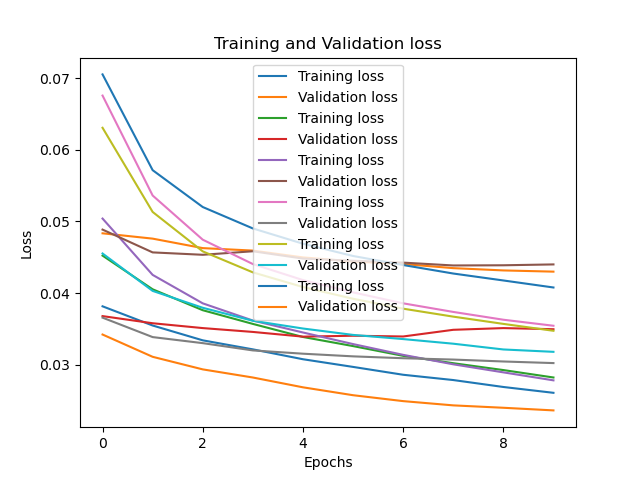 Training and Validation loss
0.07
0.06
0.05
0.04
0.03
Loss
Training loss
Validation loss
Training loss
Validation loss
Training loss
Validation loss
Training loss
Validation loss
Training loss
Validation loss
Training loss
Validation loss
0 2 4 6 8
Epochs